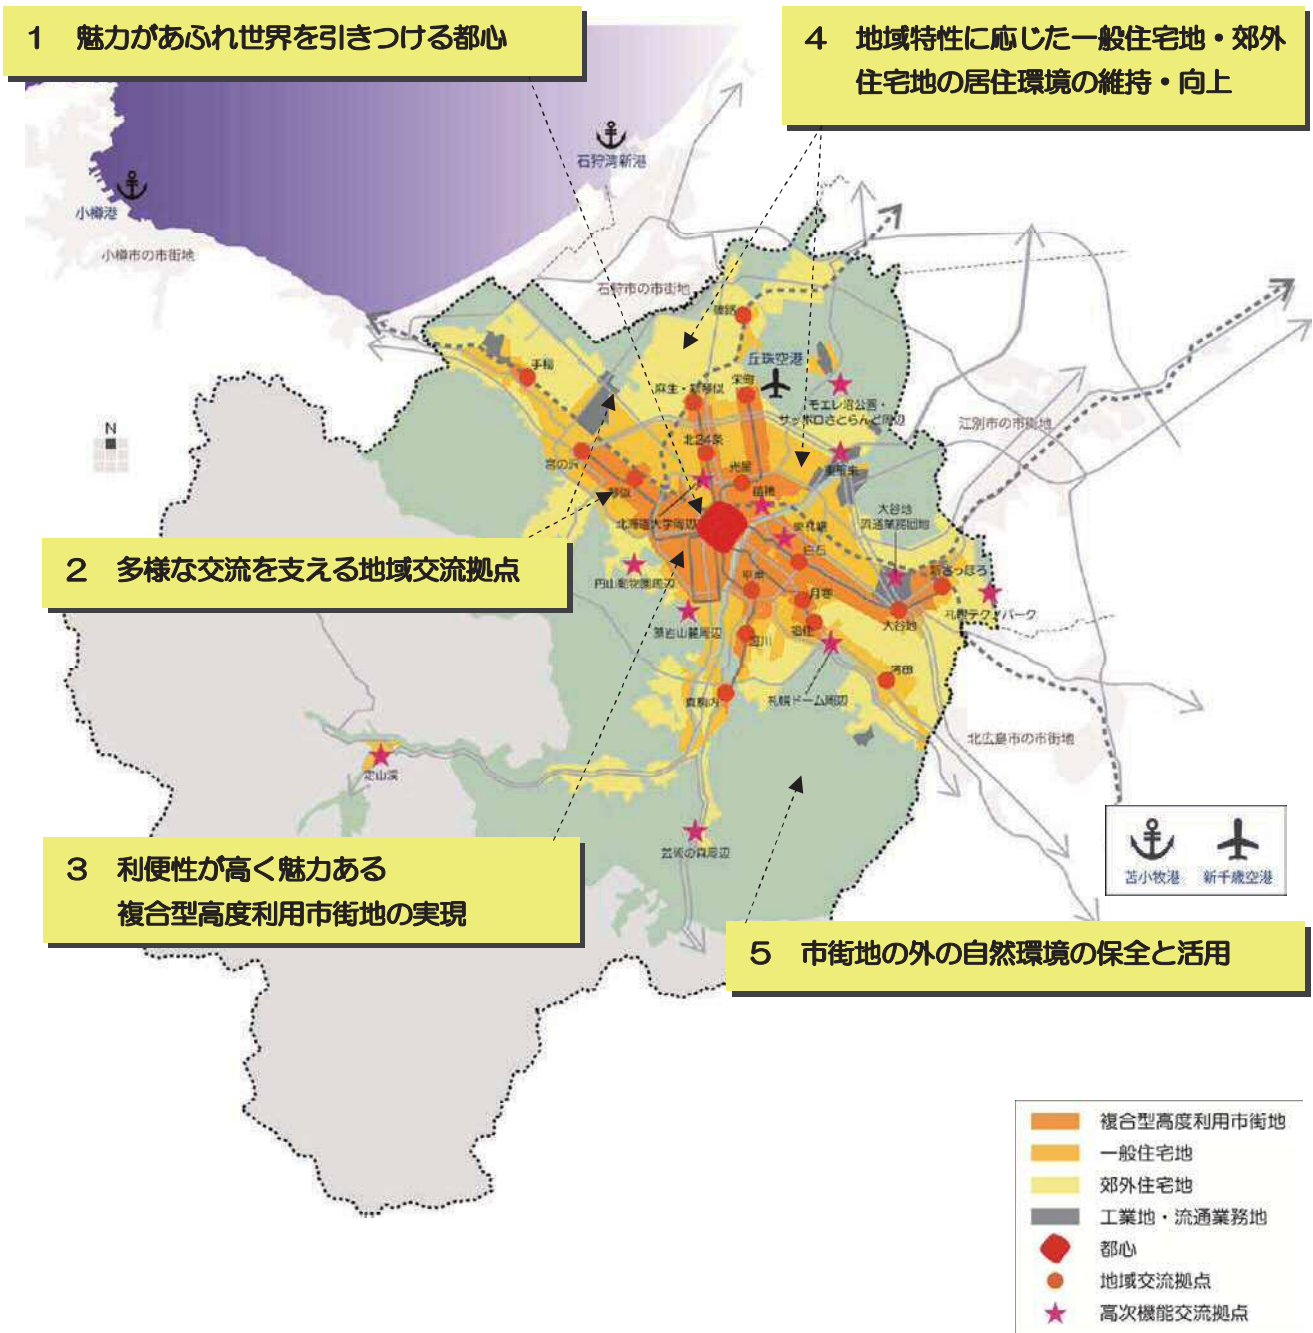 1 魅力があふれ世界を引きつける都心
4 地域特性に応じた一般住宅地・郊外
住宅地の居住環境の維持・向上
石狩湾新港
小樽港
小樽市の市街地
石狩市の市街地
篠路
丘珠空港
手稲
麻生・新琴似
栄町
モエレ沼公園・
サッポロさとらんど周辺
江別市の市街地
N
北24条
宮の沢
光星
琴似
苗穂
大谷地
流通業務団地
北海道大学周辺
東札幌
白石
2 多様な交流を支える地域交流拠点
新さっぽろ
円山動物園周辺
平岸
月寒
札幌テクノパーク
大谷地
藻岩山麓周辺
澄川
福住
清田
真駒内
札幌ドーム周辺
北広島市の市街地
定山渓
芸術の森周辺
苫小牧港
新千歳空港
3 利便性が高く魅力ある
複合型高度利用市街地の実現
5 市街地の外の自然環境の保全と活用
複合型高度利用市街地
一般住宅地
郊外住宅地
工業地・流通業務地
都心
地域交流拠点
高次機能交流拠点